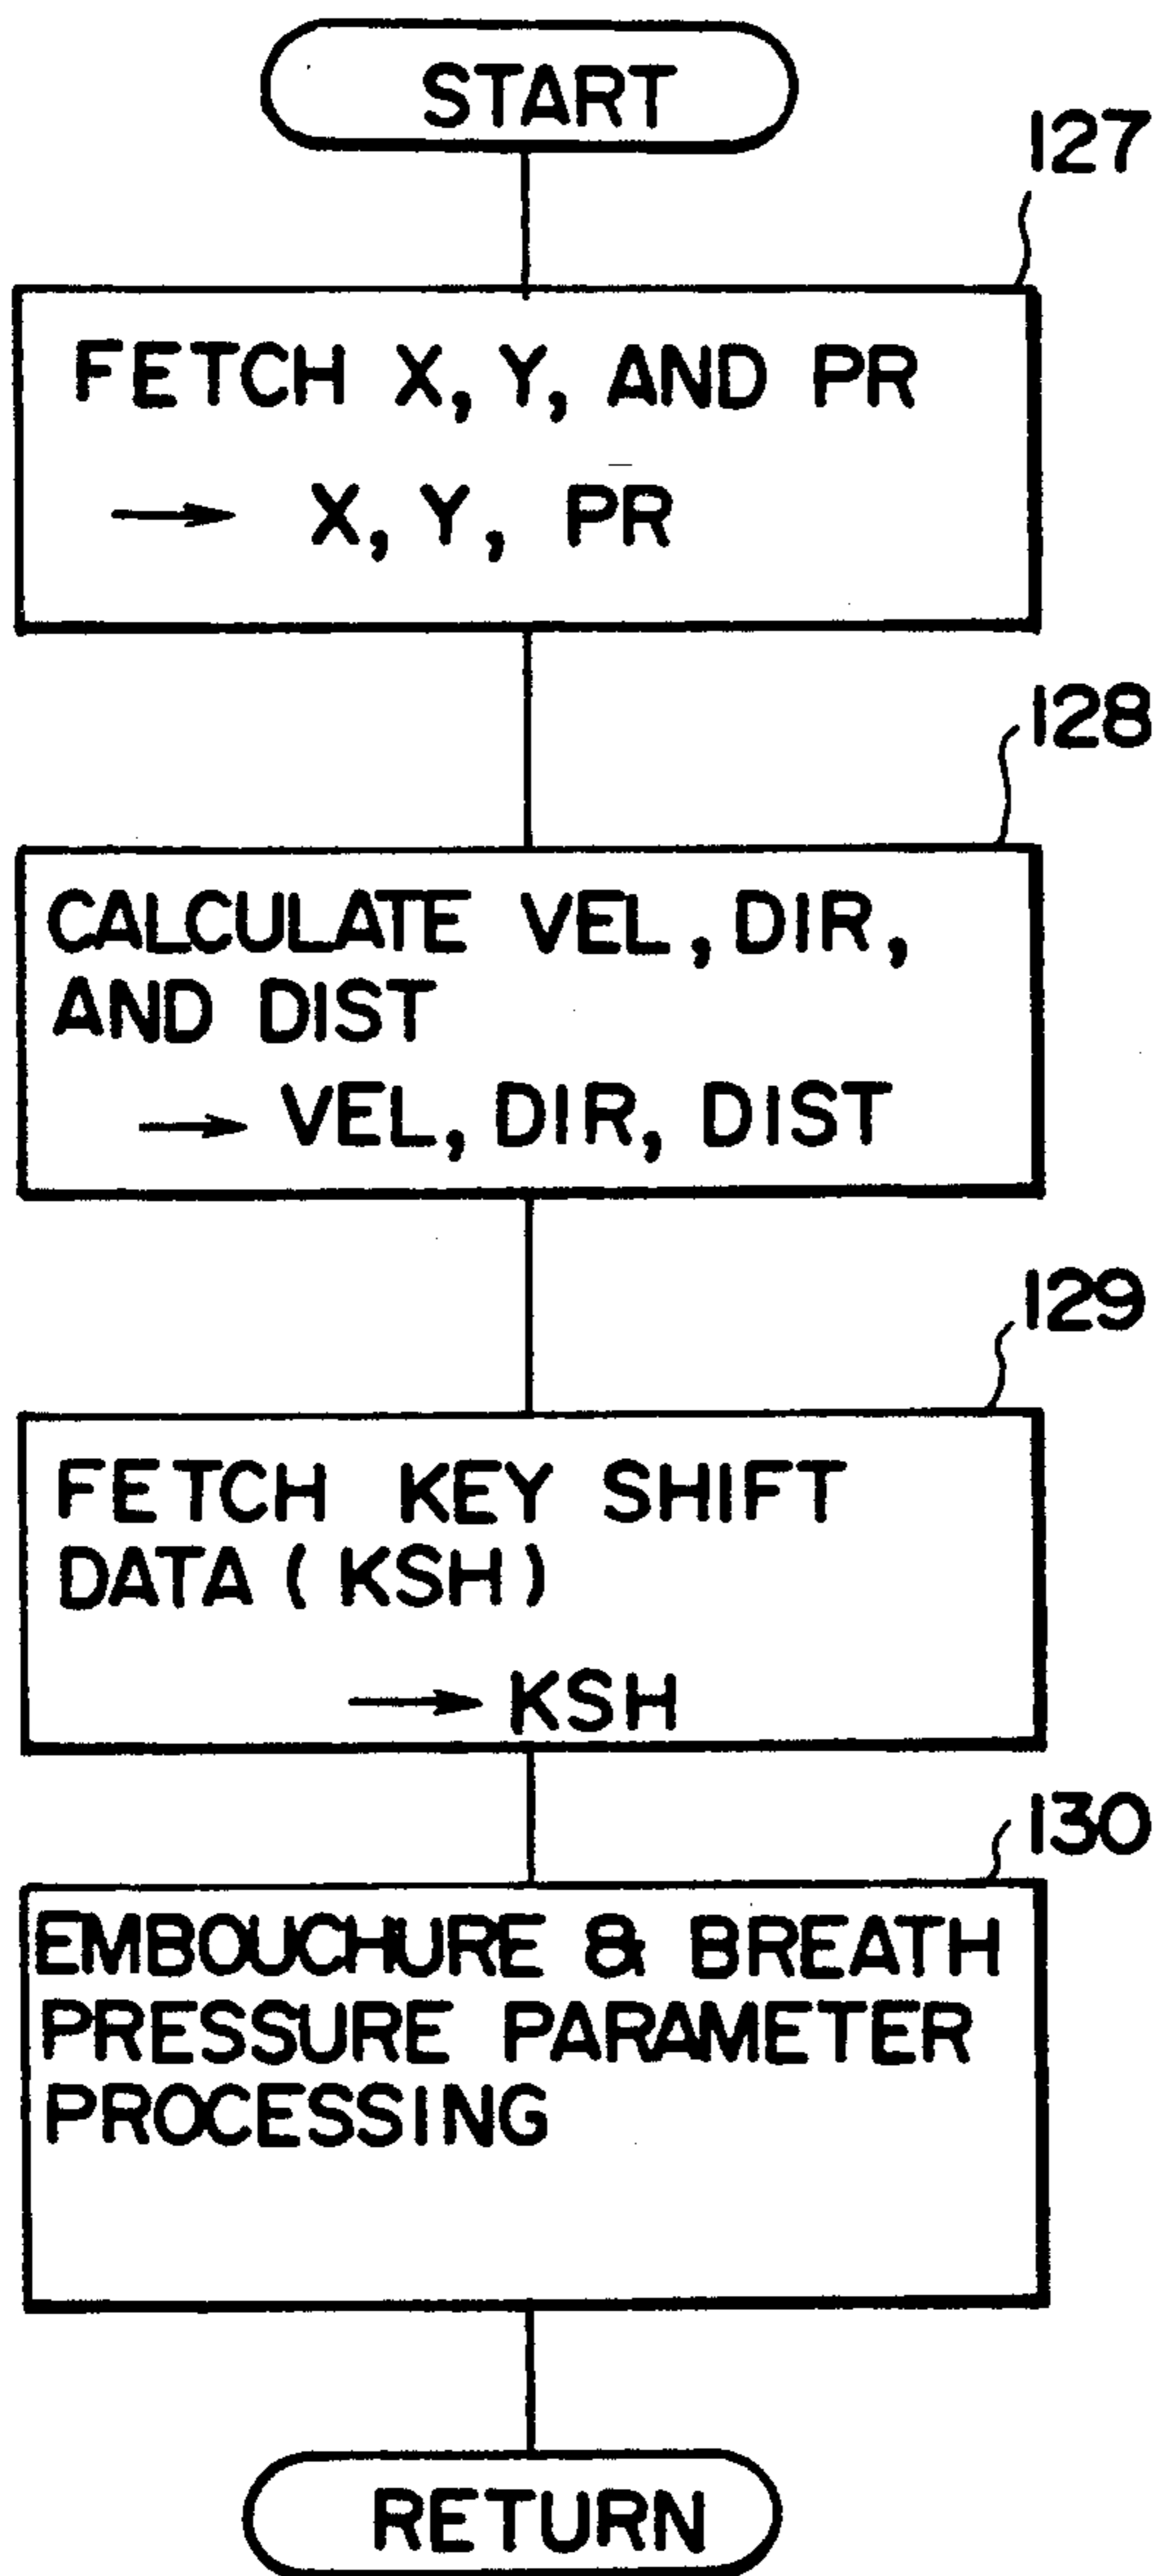 START
127
FETCH X, Y, AND PR
→ X, Y, PR
128
CALCULATE VEL, DIR,
AND DIST
→ VEL, DIR, DIST
129
FETCH KEY SHIFT
DATA (KSH)
→ KSH
130
EMBOUCHURE & BREATH
PRESSURE PARAMETER
PROCESSING
RETURN